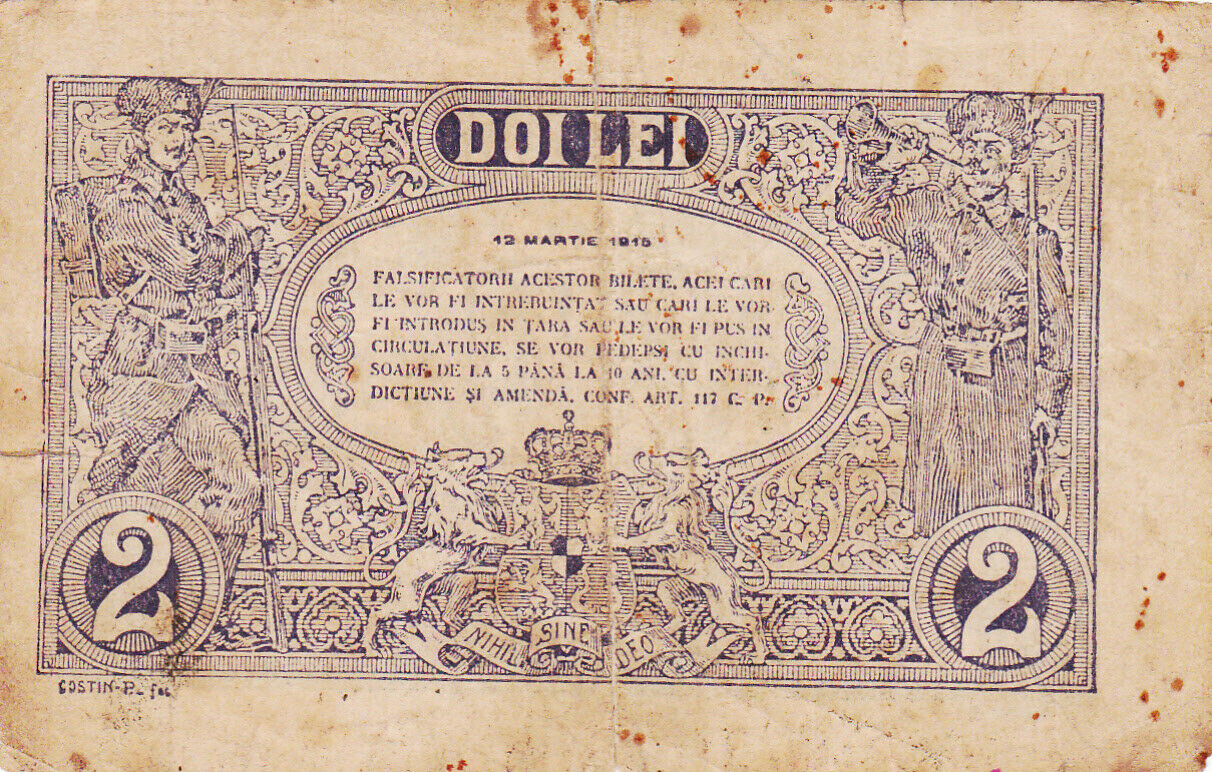 DOI LEI
12 MARTIE 1915
FALSIFICATORII ACESTOR BILETE, ACEI CARI
LE VOR FI INTREBUINȚAT SAU CARI LE VOR
FI INTRODUS IN ȚARA SAU LE VOR FI PUS IN
CIRCULAȚIUNE, SE VOR PEDEPSI CU INCHI-
SOARE DE LA 5 PÂNĂ LA 10 ANI, CU INTER-
DICȚIUNE ȘI AMENDĂ, CONF. ART. 117 C. P.
2
2
NIHIL SINE DEO
COSTIN-P. fec